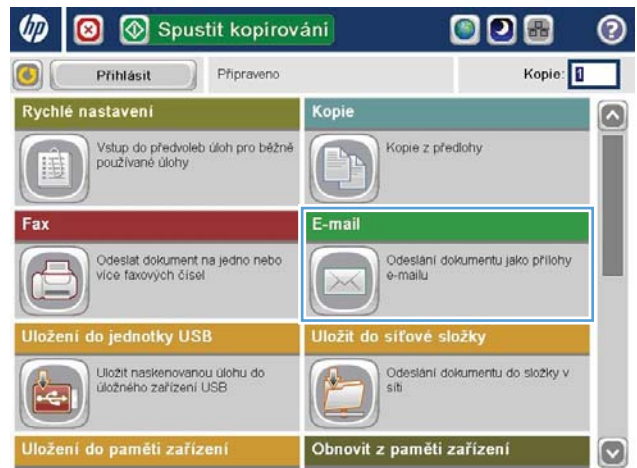 hp
Spustit kopírování
?
Přihlásit
Připraveno
Kopie: 1
Rychlé nastavení
Vstup do předvoleb úloh pro běžně
používané úlohy
Kopie
Kopie z předlohy
Fax
Odeslat dokument na jedno nebo
více faxových čísel
E-mail
Odeslání dokumentu jako přílohy
e-mailu
Uložení do jednotky USB
Uložit naskenovanou úlohu do
úložného zařízení USB
Uložit do síťové složky
Odeslání dokumentu do složky v
síti
Uložení do paměti zařízení
Obnovit z paměti zařízení